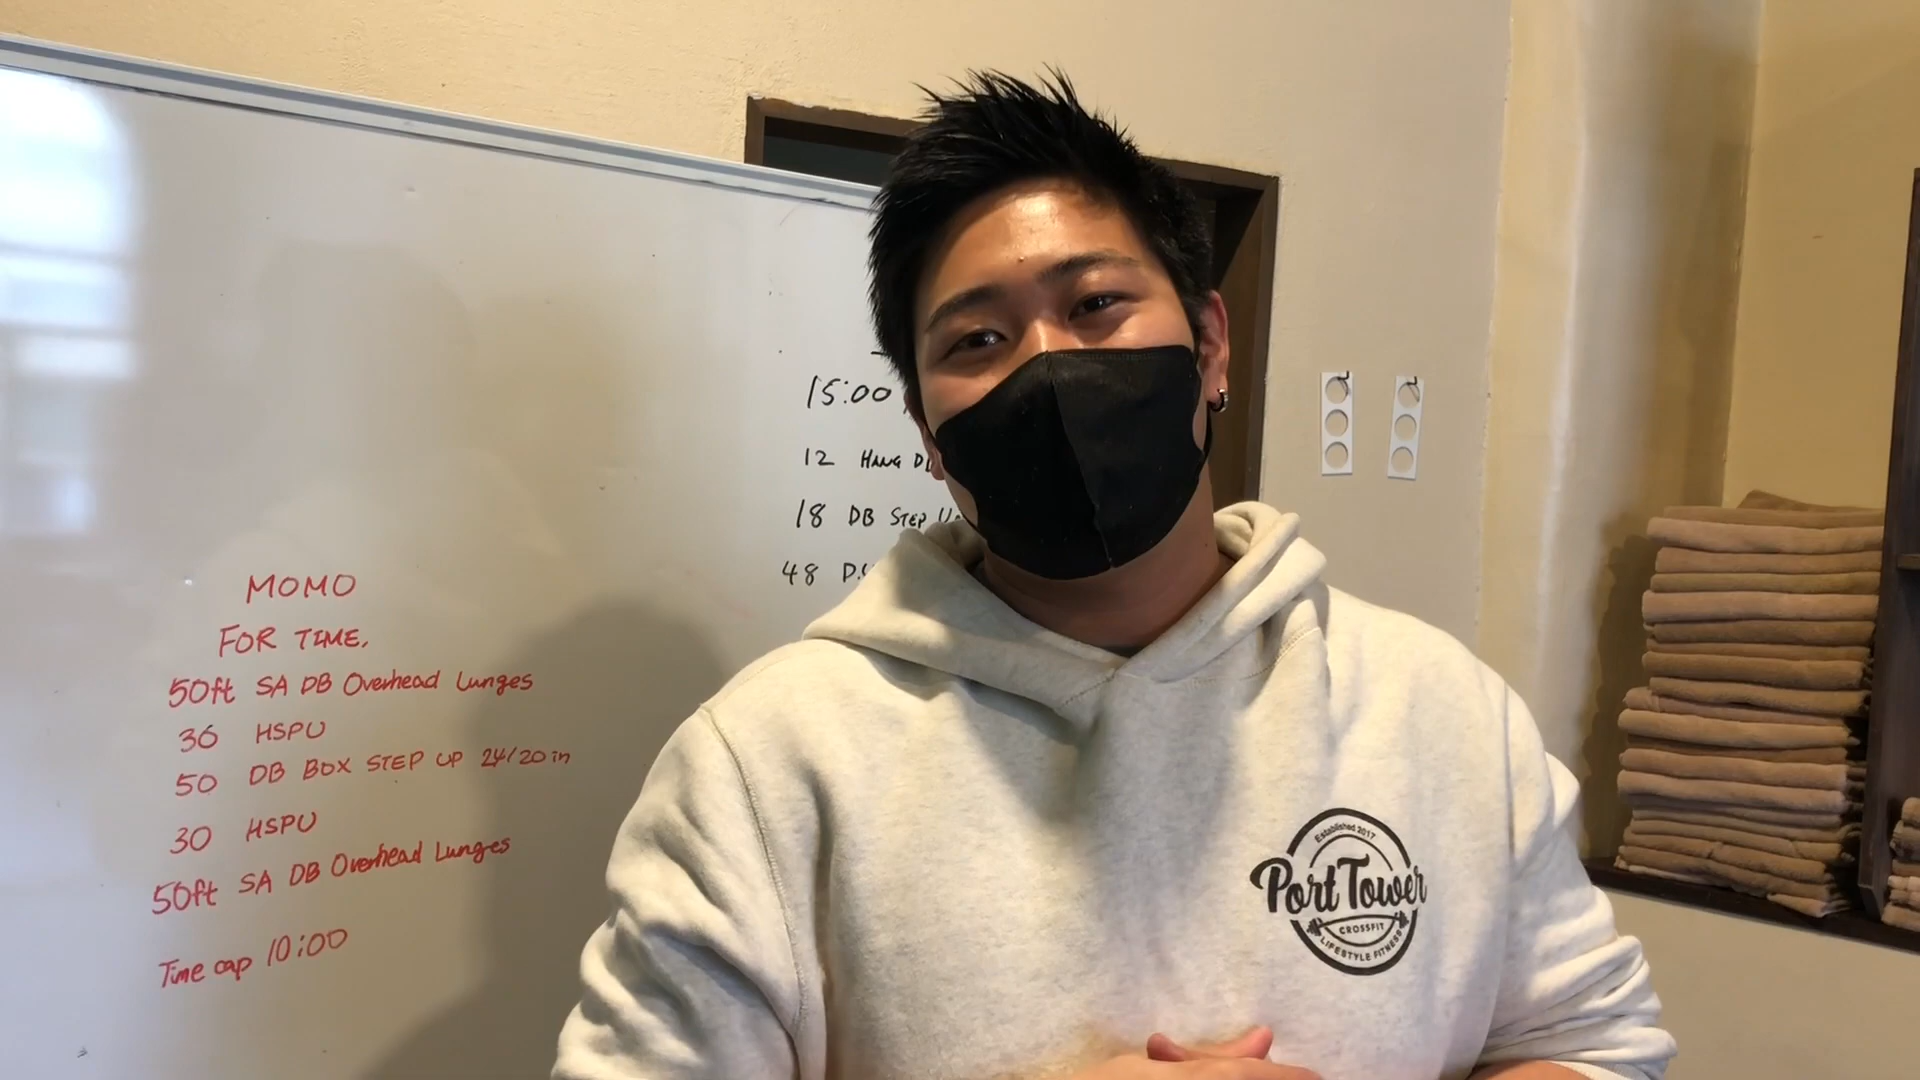 MOMO
FOR TIME.
50ft SA DB Overhead Lunges
36 HSPU
50 DB BOX STEP UP 24/20 in
30 HSPU
50ft SA DB Overhead Lunges
Time cap 10:00
15:00
12 HANG
18 DB STEP
48
Established 2017
Port Tower
CROSSFIT
LIFESTYLE FITNESS